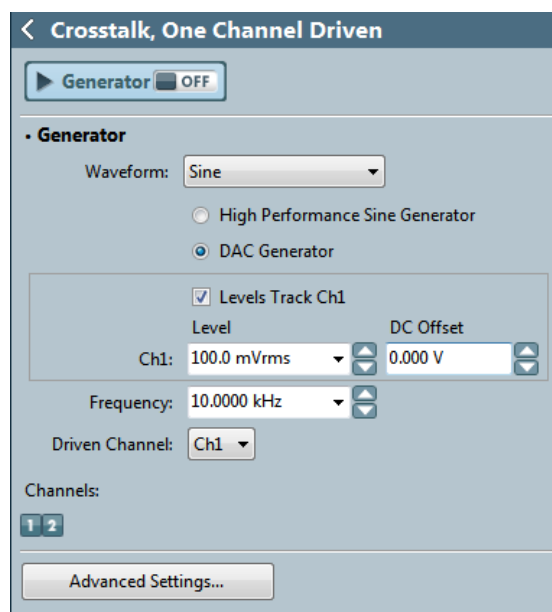 Crosstalk, One Channel Driven
Generator OFF
Generator
Waveform: Sine
High Performance Sine Generator
DAC Generator
Levels Track Ch1
Level DC Offset
Ch1: 100.0 mVrms 0.000 V
Frequency: 10.0000 kHz
Driven Channel: Ch1
Channels:
1 2
Advanced Settings...